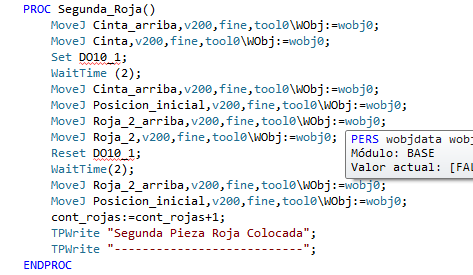 PROC Segunda_Roja()
MoveJ Cinta_arriba,v200,fine,tool0\WObj:=wobj0;
MoveJ Cinta,v200,fine,tool0\WObj:=wobj0;
Set DO10_1;
WaitTime (2);
MoveJ Cinta_arriba,v200,fine,tool0\WObj:=wobj0;
MoveJ Posicion_inicial,v200,fine,tool0\WObj:=wobj0;
MoveJ Roja_2_arriba,v200,fine,tool0\WObj:=wobj0;
MoveJ Roja_2,v200,fine,tool0\WObj:=wobj0;
PERS wobjdata wobj
Reset DO10_1;
Módulo: BASE
WaitTime(2);
Valor actual: [FAL
MoveJ Roja_2_arriba,v200,fine,tool0\WObj:=wobj0;
MoveJ Posicion_inicial,v200,fine,tool0\WObj:=wobj0;
cont_rojas:=cont_rojas+1;
TPWrite "Segunda Pieza Roja Colocada";
TPWrite "---------------------------";
ENDPROC